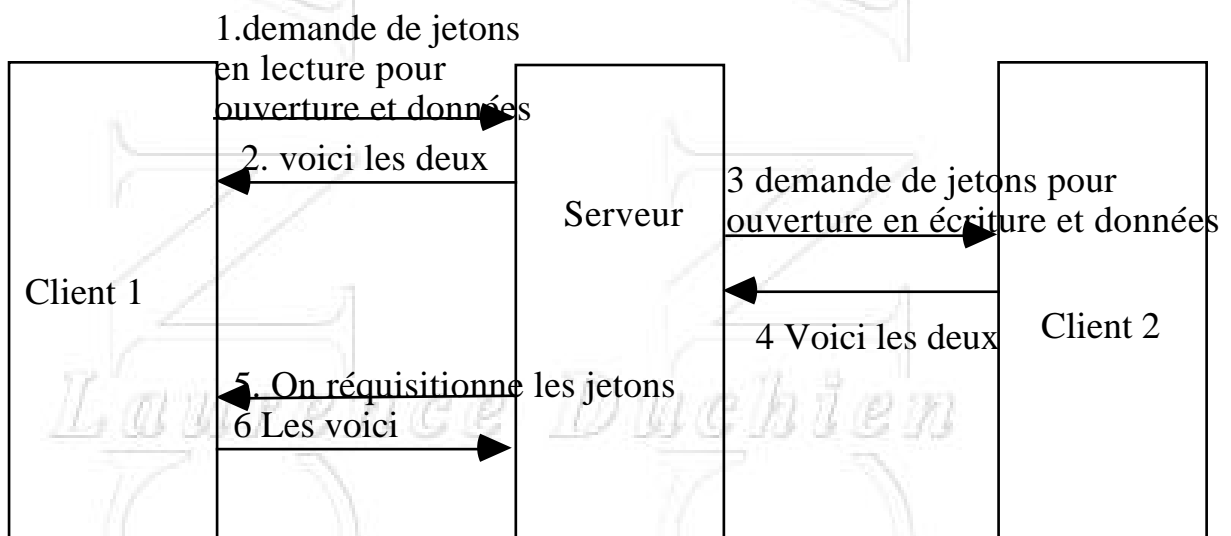 1.demande de jetons
en lecture pour
ouverture et données
2. voici les deux
3 demande de jetons pour
ouverture en écriture et données
Serveur
Client 1
Client 2
4 Voici les deux
5. On réquisitionne les jetons
6 Les voici
Laurence Duchien